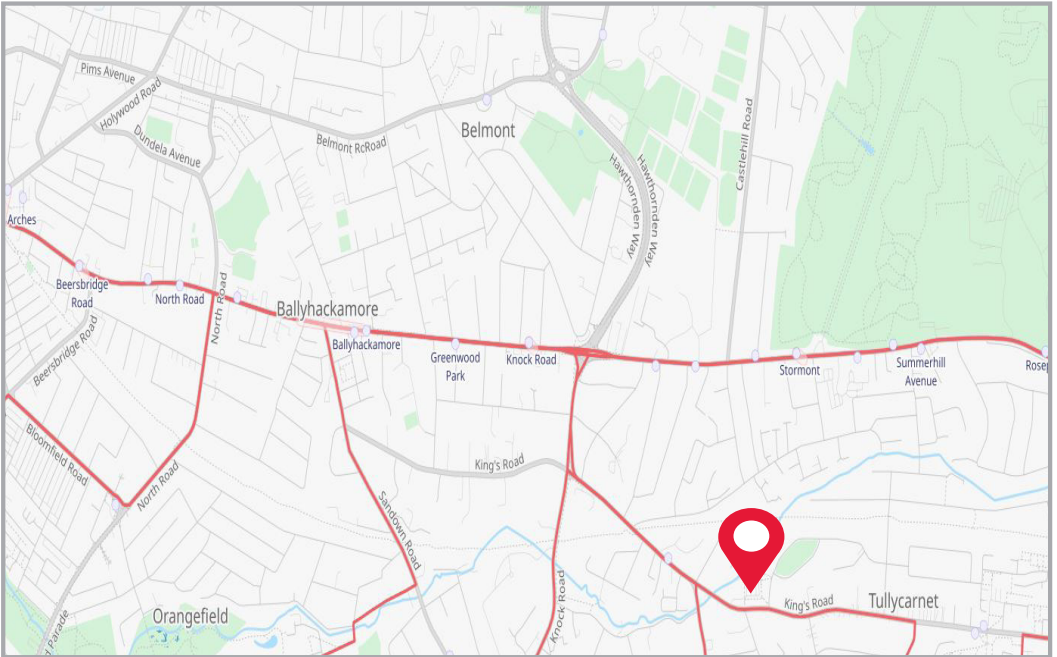 Pims Avenue
Holywood Road
Dundela Avenue
Belmont RcRoad
Belmont
Hawthornden Way
Hawthornden Way
Castlehill Road
Arches
Beersbridge
Road
North Road
North Road
Ballyhackamore
Ballyhackamore
Greenwood
Park
Knock Road
Stormont
Summerhill
Avenue
Rosep
Beersbridge Road
Bloomfield Road
North Road
King's Road
Sandown Road
Knock Road
King's Road
Tullycarnet
Orangefield
d Parade